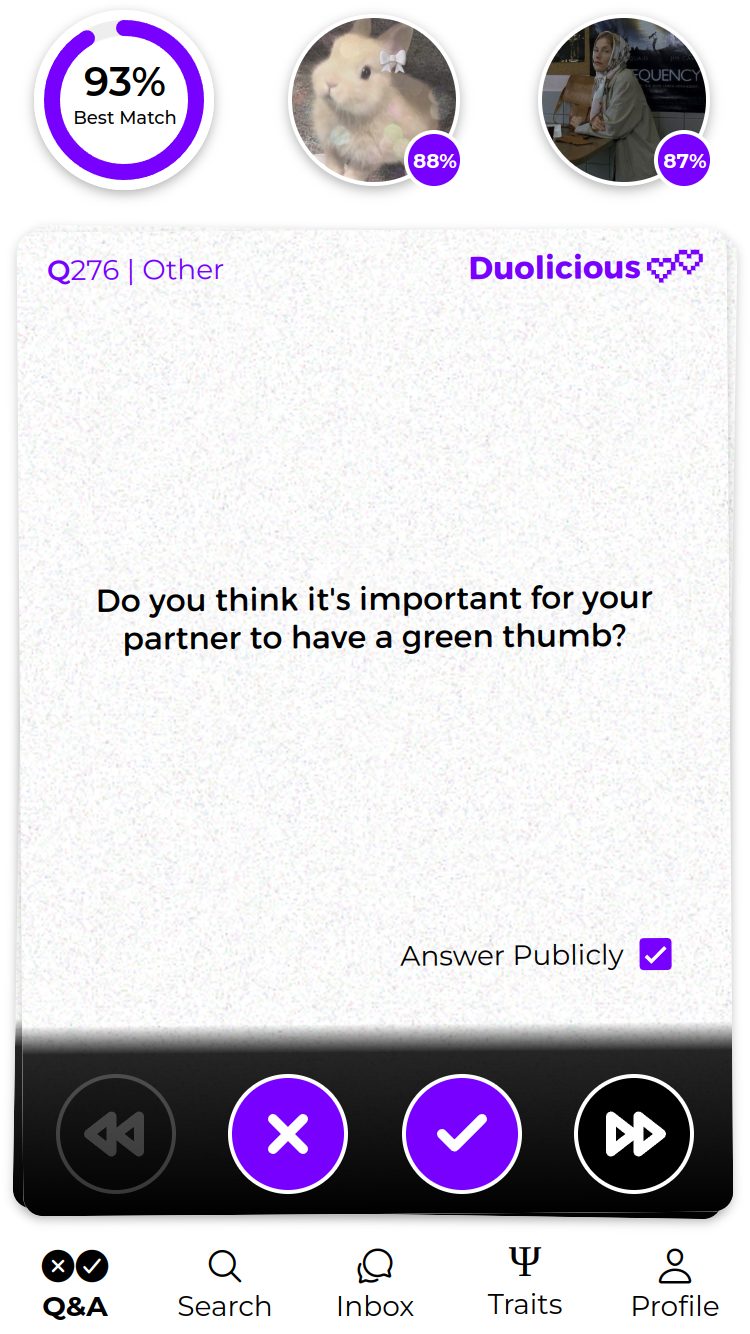 93%
Best Match
88%
EQUENCY
87%
Q276 | Other
Duolicious
Do you think it's important for your
partner to have a green thumb?
Answer Publicly
Q&A
Search
Inbox
Traits
Profile